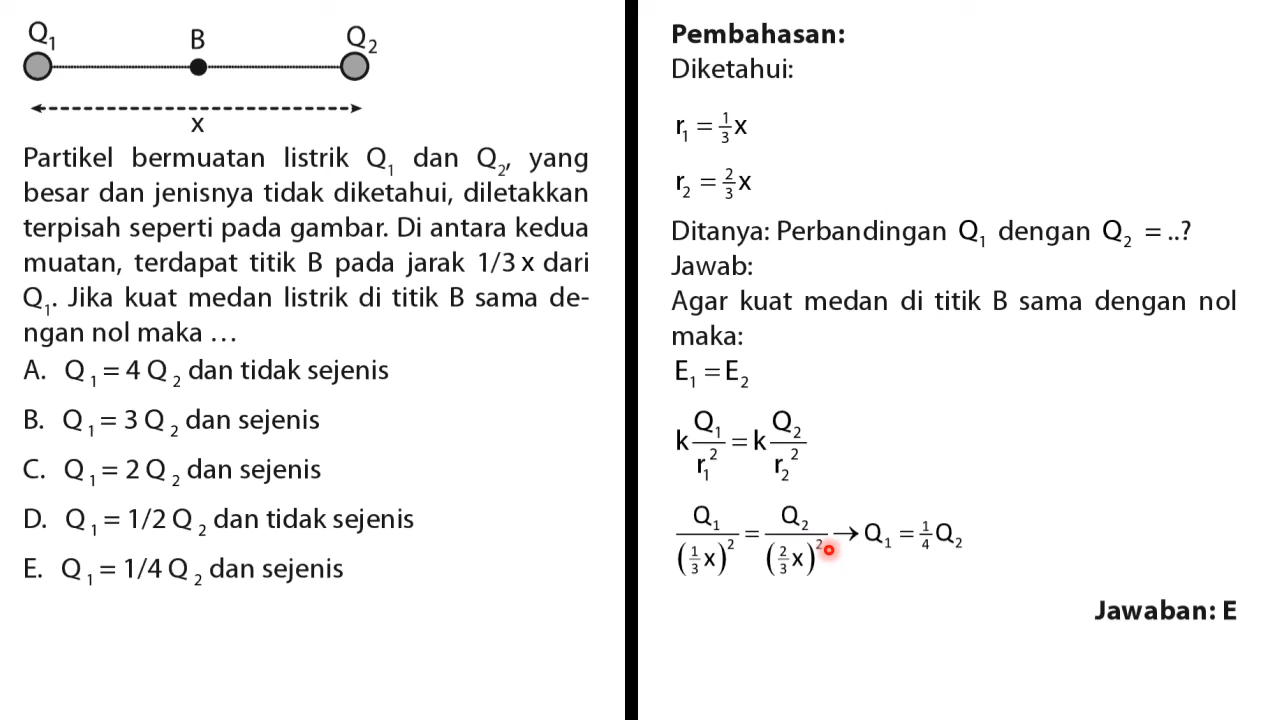 Q₁ B Q₂
x
Partikel bermuatan listrik Q₁ dan Q₂, yang
besar dan jenisnya tidak diketahui, diletakkan
terpisah seperti pada gambar. Di antara kedua
muatan, terdapat titik B pada jarak 1/3 x dari
Q₁. Jika kuat medan listrik di titik B sama de-
ngan nol maka …
A. Q₁ = 4 Q₂ dan tidak sejenis
B. Q₁ = 3 Q₂ dan sejenis
C. Q₁ = 2 Q₂ dan sejenis
D. Q₁ = 1/2 Q₂ dan tidak sejenis
E. Q₁ = 1/4 Q₂ dan sejenis
Pembahasan:
Diketahui:
r₁ = 1/3 x
r₂ = 2/3 x
Ditanya: Perbandingan Q₁ dengan Q₂ = ..?
Jawab:
Agar kuat medan di titik B sama dengan nol
maka:
E₁ = E₂
k Q₁/r₁² = k Q₂/r₂²
Q₁/(1/3 x)² = Q₂/(2/3 x)² → Q₁ = 1/4 Q₂
Jawaban: E